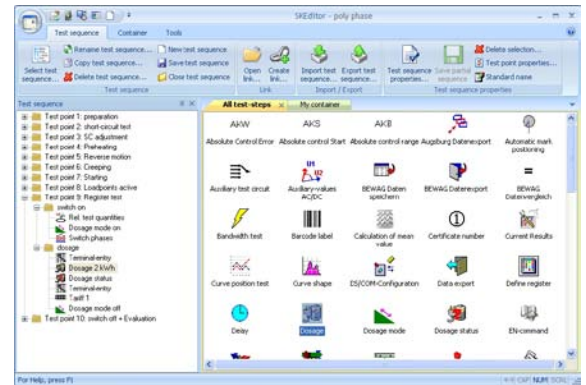 SKEditor - poly phase
Test sequence Container Tools
Select test sequence...
Rename test sequence...
Copy test sequence...
Delete test sequence...
New test sequence
Save test sequence
Close test sequence
Test sequence
Open link...
Create link...
Link
Import test sequence...
Export test sequence...
Import / Export
Test sequence properties...
Save partial sequence
Delete selection...
Test point properties...
Standard name
Test sequence properties
Test sequence
Test point 1: preparation
Test point 2: short-circuit test
Test point 3: SC adjustment
Test point 4: Preheating
Test point 5: Reverse motion
Test point 6: Creeping
Test point 7: Starting
Test point 8: Loadpoints active
Test point 9: Register test
switch on
Rel. test quantities
Dosage mode on
Switch phases
dosage
Terminal entry
Dosage 2 kWh
Dosage status
Terminal entry
Tariff 1
Dosage mode off
Test point 10: switch off + Evaluation
All test-steps x My container
AKW AKS AKB
Absolute Control Error Absolute control Start Absolute control range Augsburg Datenexport Automatic mark positioning
U1
U2
Auxiliary test circuit Auxiliary-values AC/DC BEWAG Daten speichern BEWAG Datenexport BEWAG Datenvergleich
Bandwidth test Barcode label Calculation of mean value Certificate number Current Results
Curve position test Curve shape DS/COM-Configuration Data export Define register
Delay Dosage Dosage mode Dosage status EN-command
For Help, press F1
CAP NUM SCRL